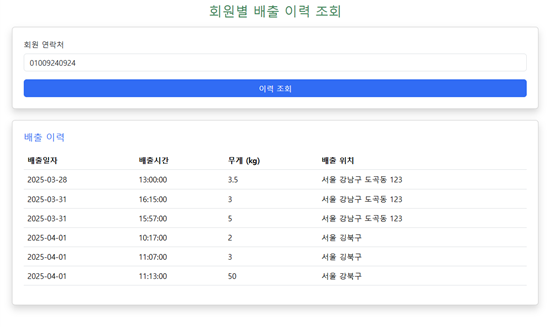 회원별 배출 이력 조회
회원 연락처
01009240924
이력 조회
배출 이력
배출일자 배출시간 무게 (kg) 배출 위치
2025-03-28 13:00:00 3.5 서울 강남구 도곡동 123
2025-03-31 16:15:00 3 서울 강남구 도곡동 123
2025-03-31 15:57:00 5 서울 강남구 도곡동 123
2025-04-01 10:17:00 2 서울 강북구
2025-04-01 11:07:00 3 서울 강북구
2025-04-01 11:13:00 50 서울 강북구